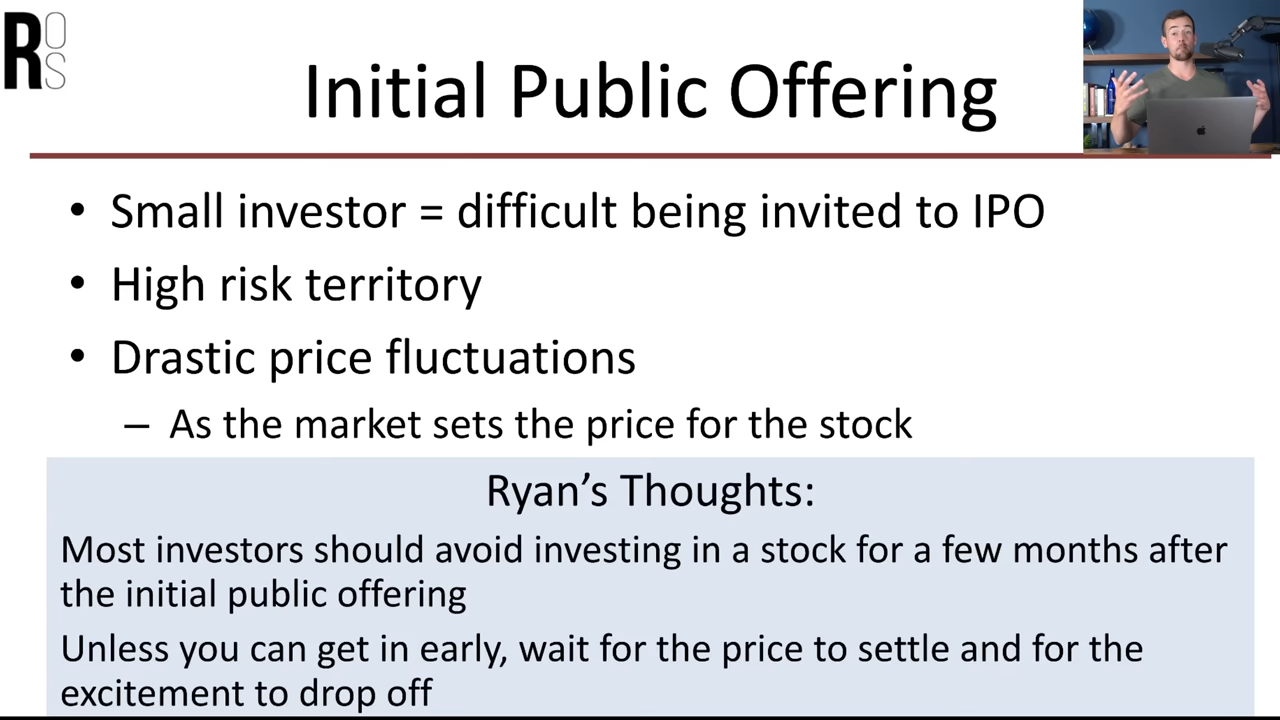 ROS
Initial Public Offering
• Small investor = difficult being invited to IPO
• High risk territory
• Drastic price fluctuations
– As the market sets the price for the stock
Ryan’s Thoughts:
Most investors should avoid investing in a stock for a few months after
the initial public offering
Unless you can get in early, wait for the price to settle and for the
excitement to drop off